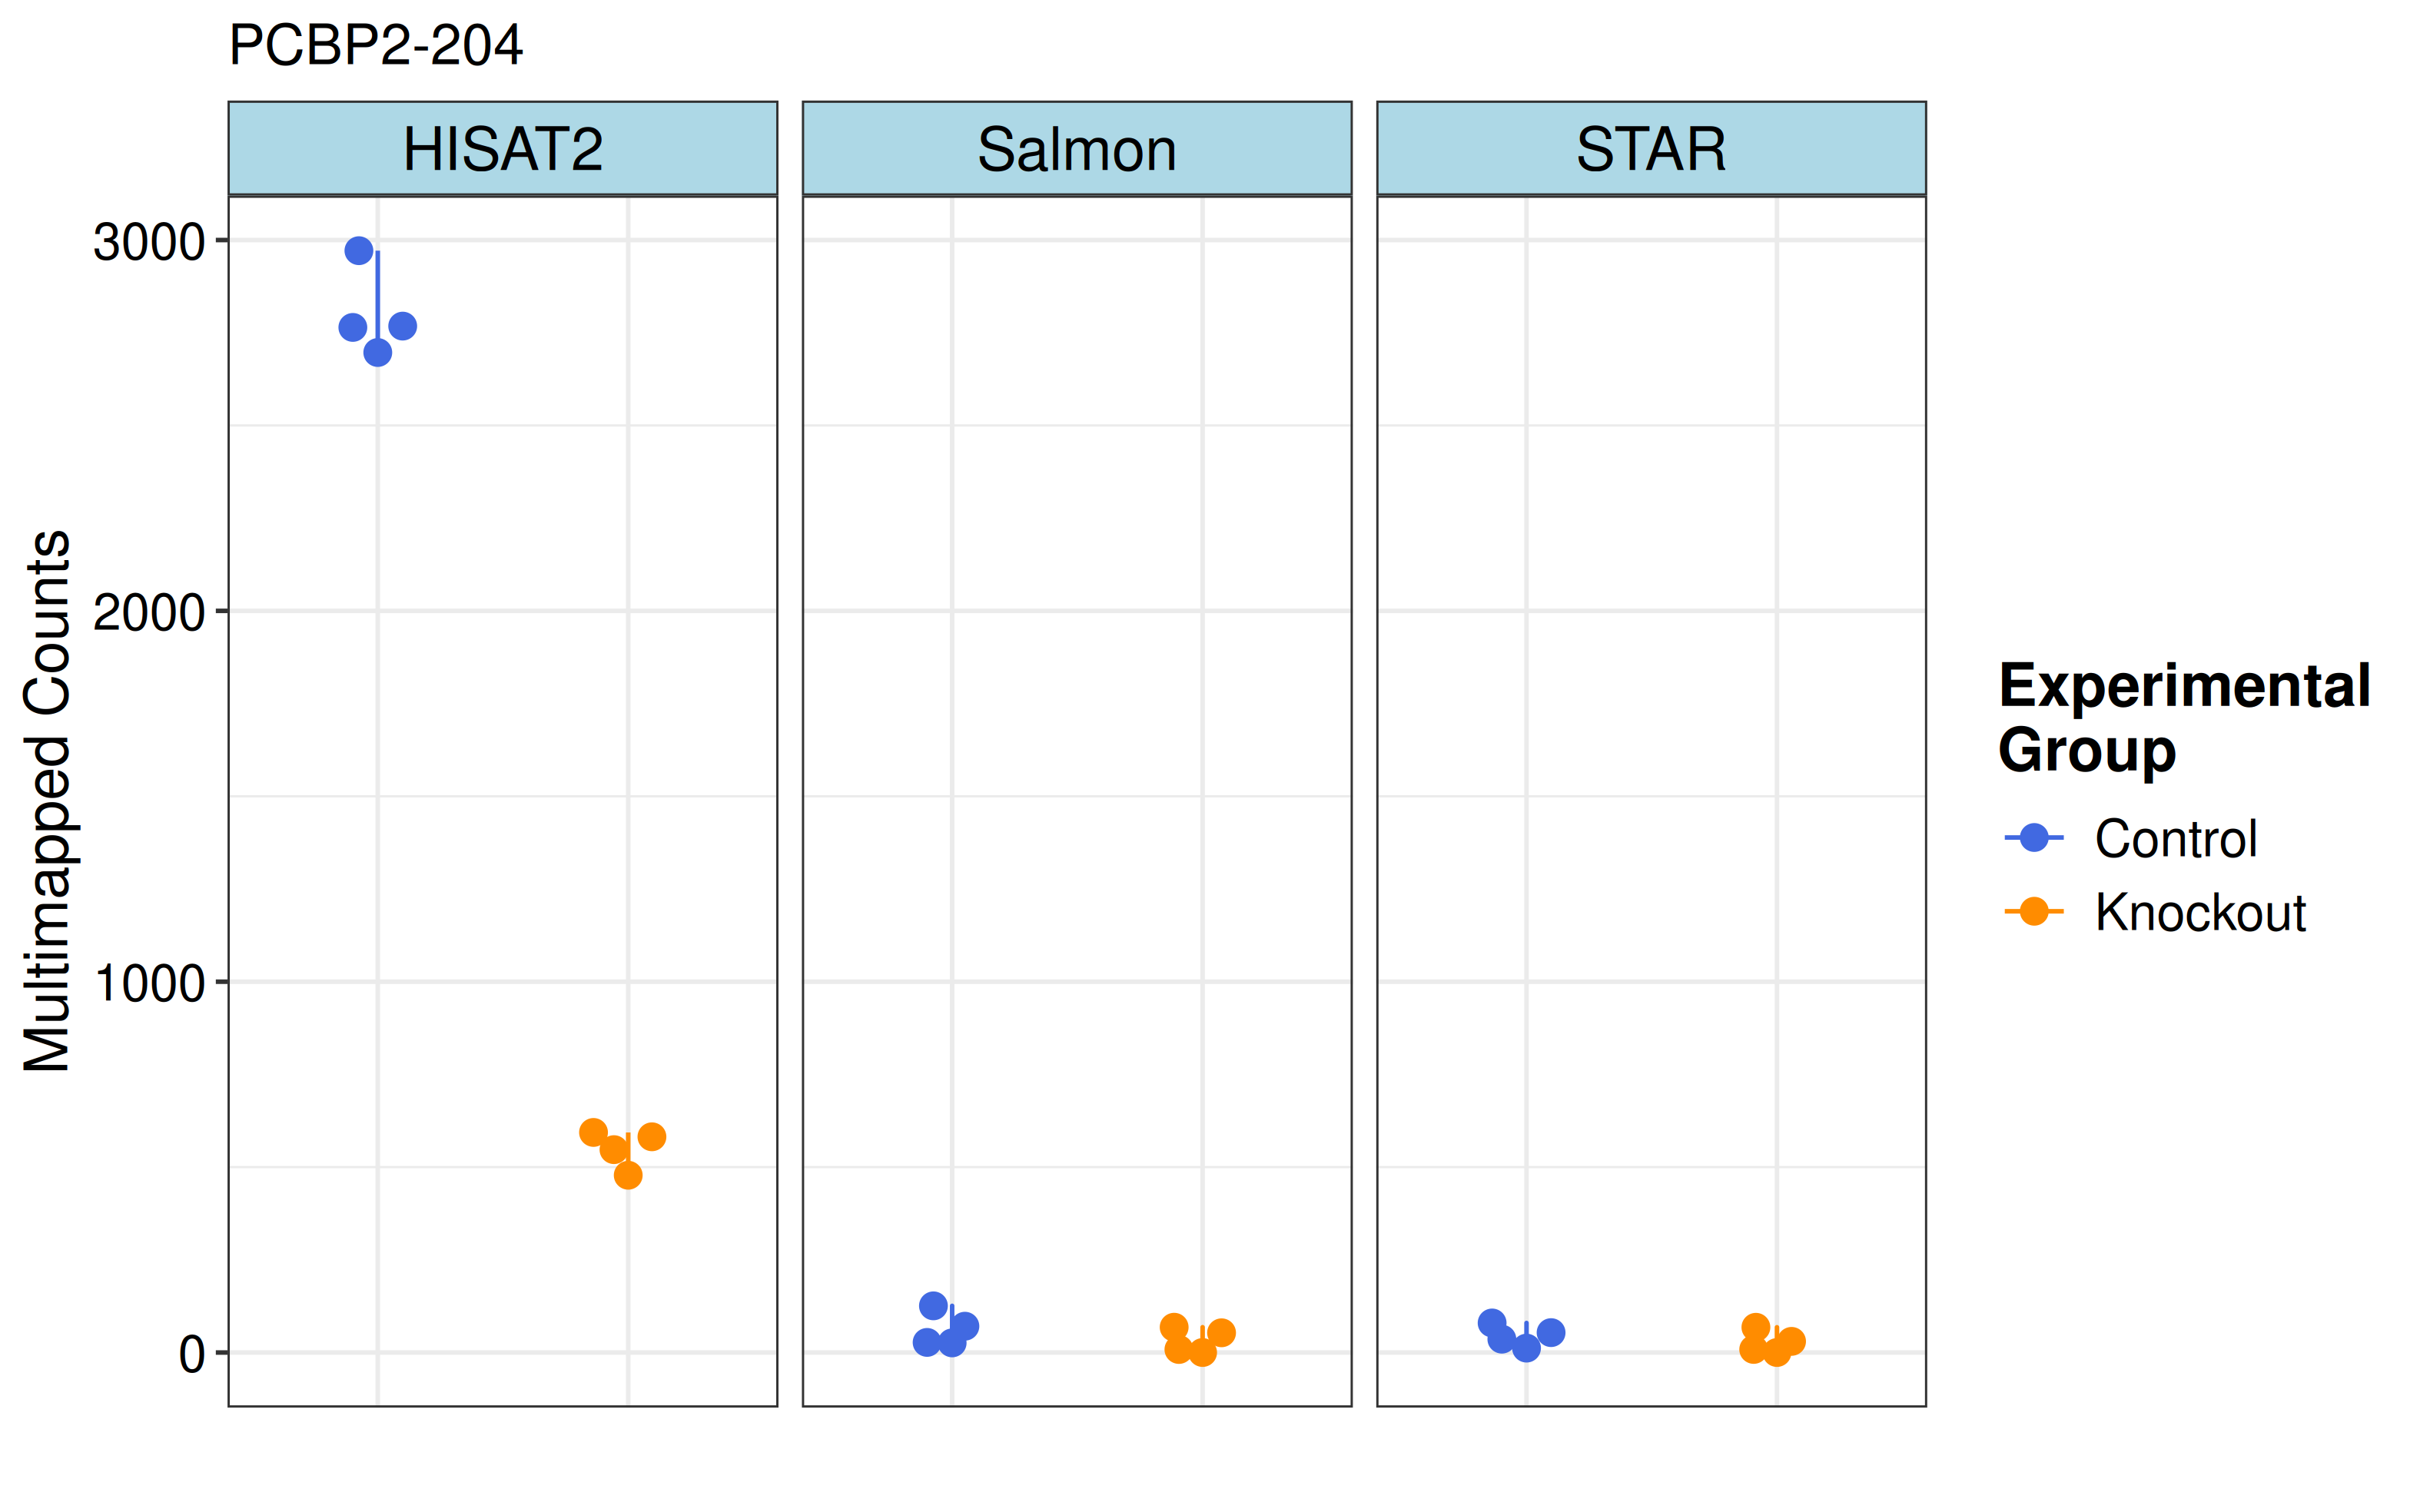 PCBP2-204
HISAT2
Salmon
STAR
3000
2000
1000
0
Multimapped Counts
Experimental
Group
Control
Knockout